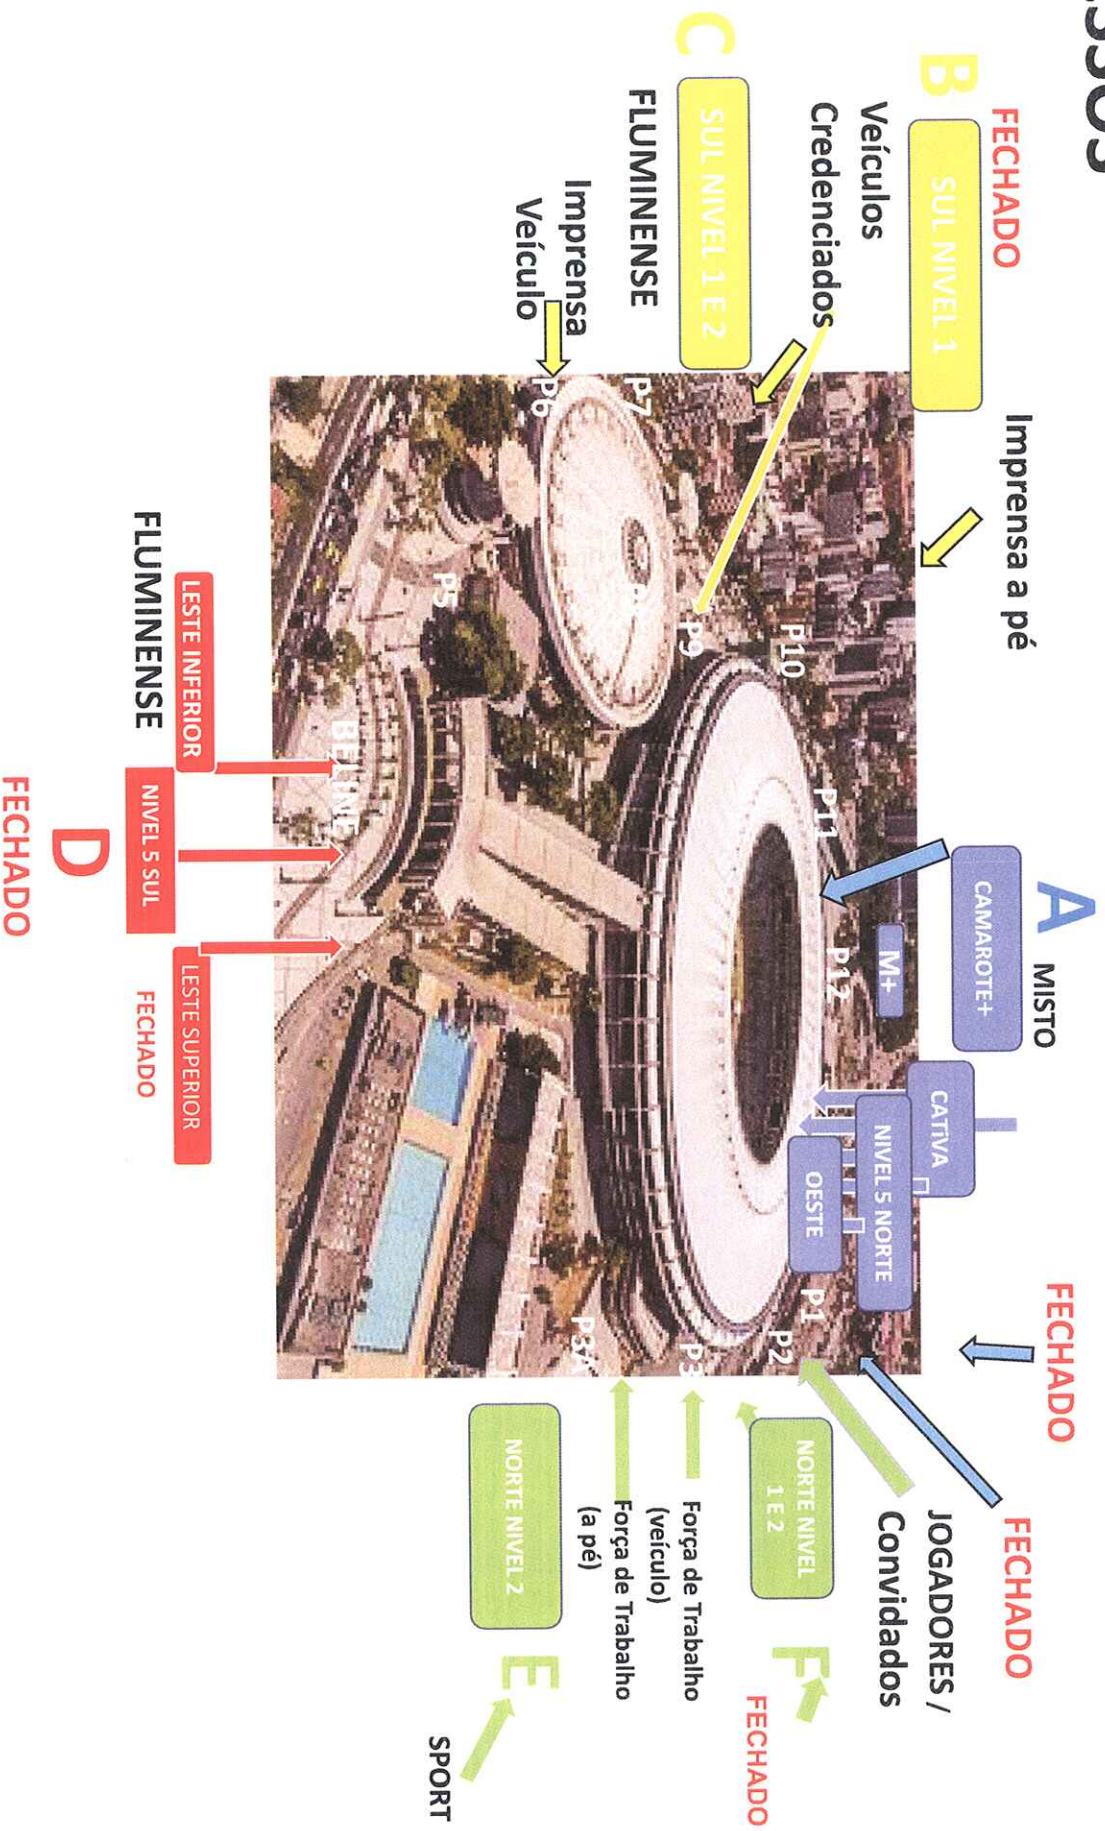 FECHADO
B
SUL NIVEL 1
Imprensa a pé
A
MISTO
CAMAROTE+
M+
CATIVA
NIVEL 5 NORTE
OESTE
FECHADO
FECHADO
JOGADORES /
Convidados
Veículos
Credenciados
C
SUL NIVEL 1 E 2
FLUMINENSE
Imprensa
Veículo
P7
P6
P5
P9
P10
P11
P12
P1
P2
P3
P3A
NORTE NIVEL
1 E 2
F
FECHADO
Força de Trabalho
(veículo)
Força de Trabalho
(a pé)
NORTE NIVEL 2
E
SPORT
LESTE INFERIOR
FLUMINENSE
NIVEL 5 SUL
D
FECHADO
LESTE SUPERIOR
FECHADO